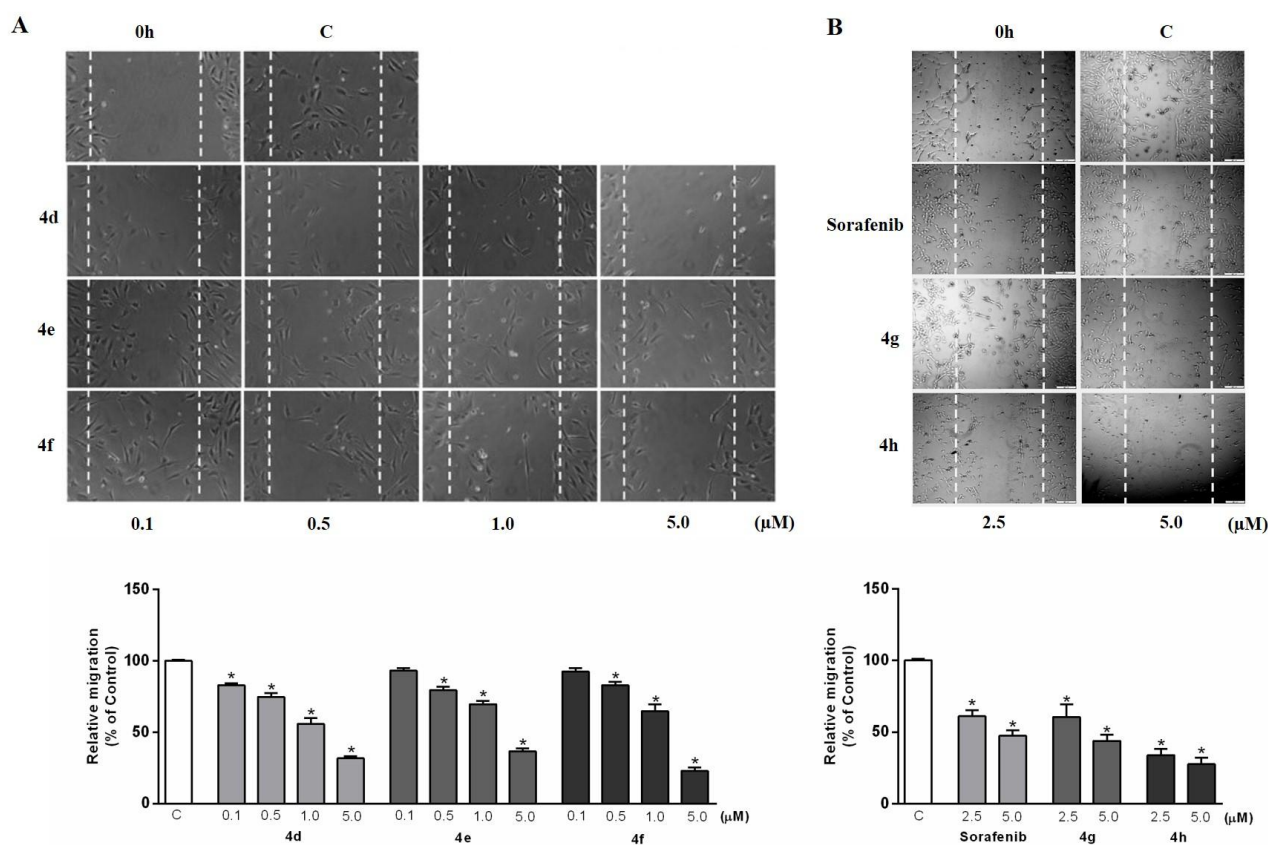 A
B
0h C
0h C
4d
4e
4f
0.1 0.5 1.0 5.0 (µM)
Sorafenib
4g
4h
2.5 5.0 (µM)
Relative migration
(% of Control)
150
100
50
0
* * * *
* * *
* * *
C 0.1 0.5 1.0 5.0 0.1 0.5 1.0 5.0 0.1 0.5 1.0 5.0 (µM)
4d 4e 4f
Relative migration
(% of Control)
150
100
50
0
* * * * * *
C 2.5 5.0 2.5 5.0 2.5 5.0 (µM)
Sorafenib 4g 4h